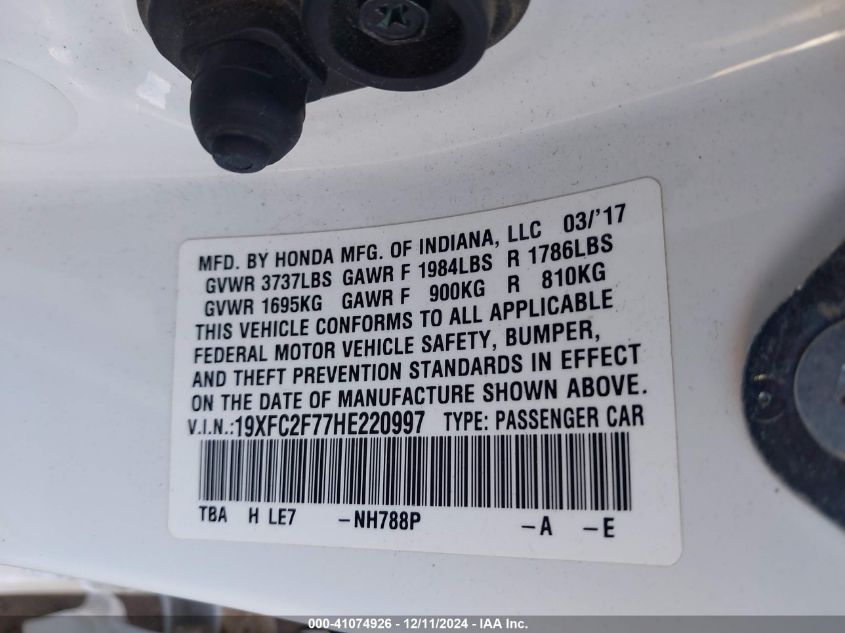 MFD. BY HONDA MFG. OF INDIANA, LLC 03/'17
GVWR 3737LBS GAWR F 1984LBS R 1786LBS
GVWR 1695KG GAWR F 900KG R 810KG
THIS VEHICLE CONFORMS TO ALL APPLICABLE
FEDERAL MOTOR VEHICLE SAFETY, BUMPER,
AND THEFT PREVENTION STANDARDS IN EFFECT
ON THE DATE OF MANUFACTURE SHOWN ABOVE.
V.I.N.:19XFC2F77HE220997 TYPE: PASSENGER CAR
TBA H LE7 -NH788P -A -E
000-41074926 - 12/11/2024 - IAA Inc.